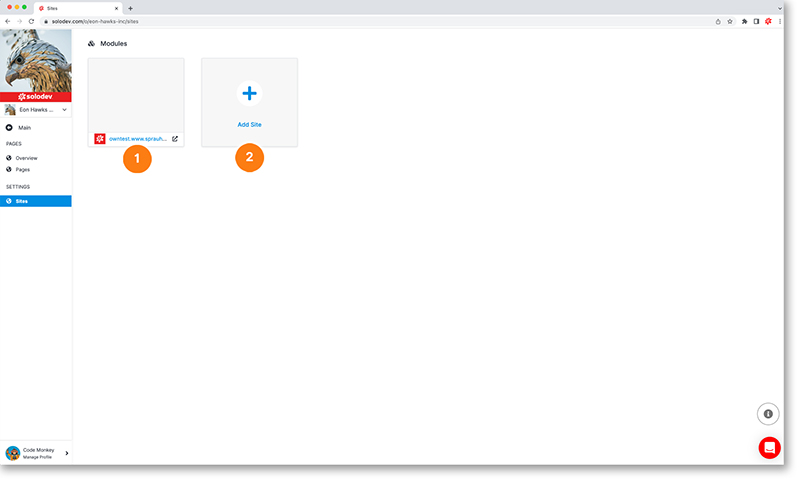 Sites
solodev.com/o/eon-hawks-inc/sites
solodev
Eon Hawks ...
Main
PAGES
Overview
Pages
SETTINGS
Sites
Code Monkey
Manage Profile
Modules
owntest.www.sprauh...
Add Site
1
2